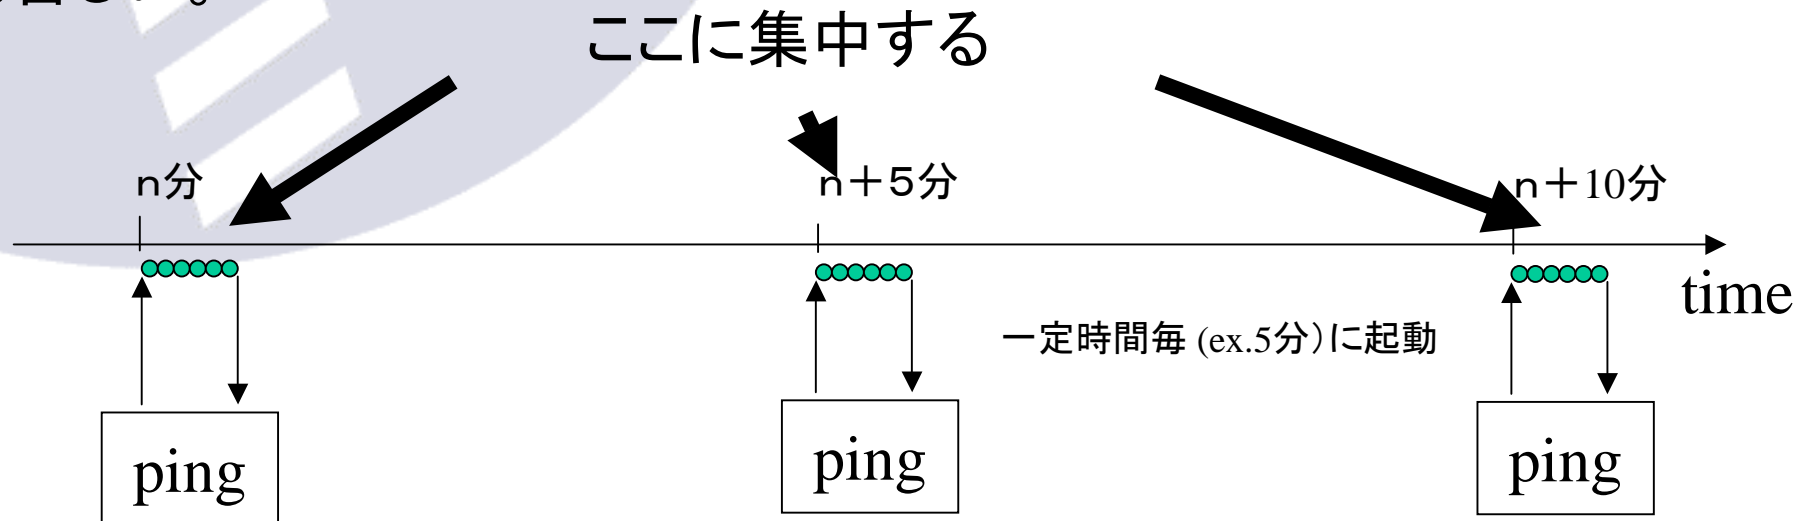 い。
ここに集中する
n分
n＋5分
n＋10分
time
一定時間毎 (ex.5分)に起動
ping
ping
ping